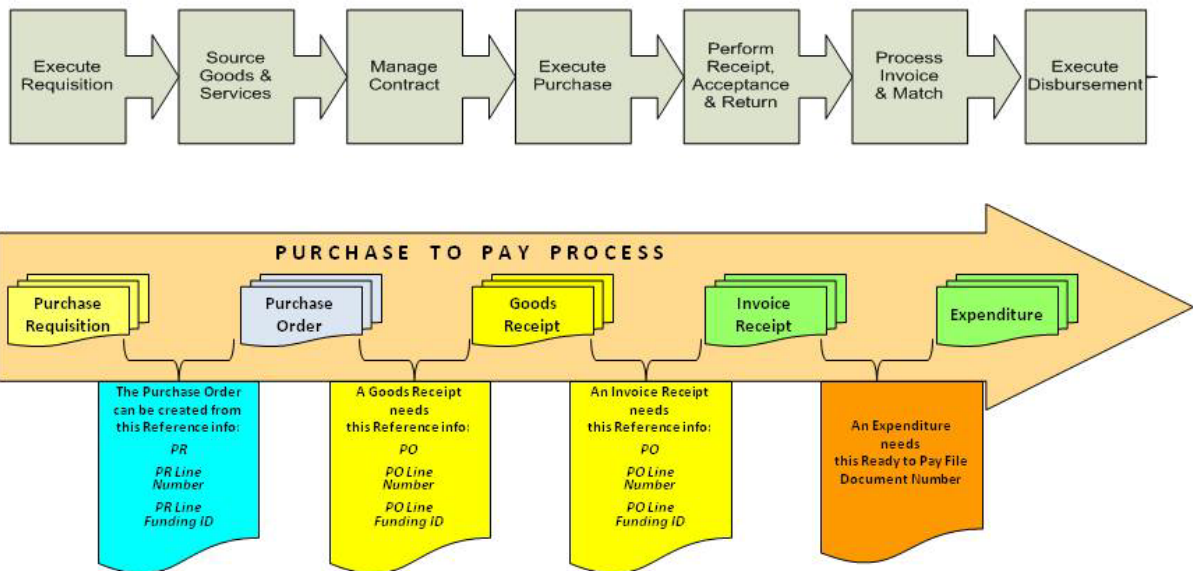 Execute
Requisition
Source
Goods &
Services
Manage
Contract
Execute
Purchase
Perform
Receipt,
Acceptance
& Return
Process
Invoice
& Match
Execute
Disbursement
PURCHASE TO PAY PROCESS
Purchase
Requisition
Purchase
Order
Goods
Receipt
Invoice
Receipt
Expenditure
The Purchase Order
can be created from
this Reference info:
PR
PR Line
Number
PR Line
Funding ID
A Goods Receipt
needs
this Reference info:
PO
PO Line
Number
PO Line
Funding ID
An Invoice Receipt
needs
this Reference info:
PO
PO Line
Number
PO Line
Funding ID
An Expenditure
needs
this Ready to Pay File
Document Number